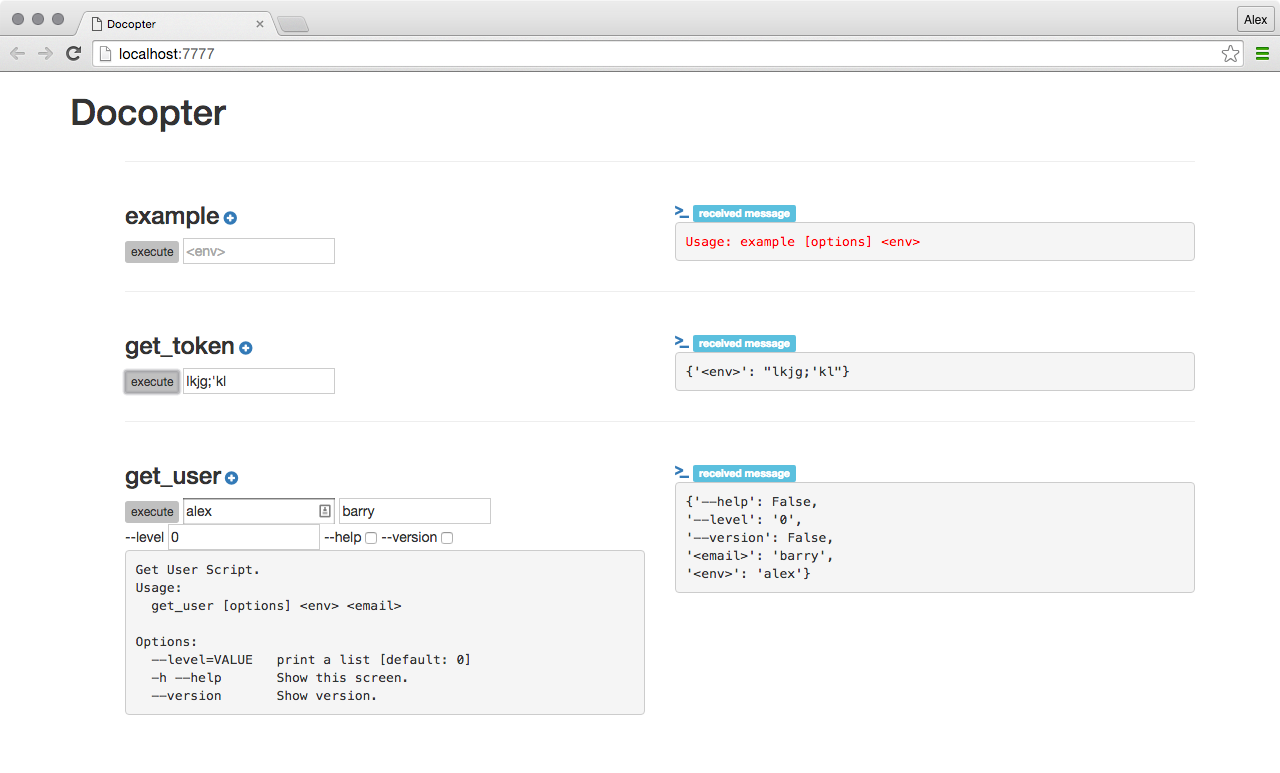 Docopter
Alex
localhost:7777
Docopter
example
execute <env>
>_ received message
Usage: example [options] <env>
get_token
execute lkjg;'kl
>_ received message
{'<env>': "lkjg;'kl"}
get_user
execute alex barry
--level 0 --help --version
Get User Script.
Usage:
  get_user [options] <env> <email>
Options:
  --level=VALUE   print a list [default: 0]
  -h --help       Show this screen.
  --version       Show version.
>_ received message
{'--help': False,
'--level': '0',
'--version': False,
'<email>': 'barry',
'<env>': 'alex'}